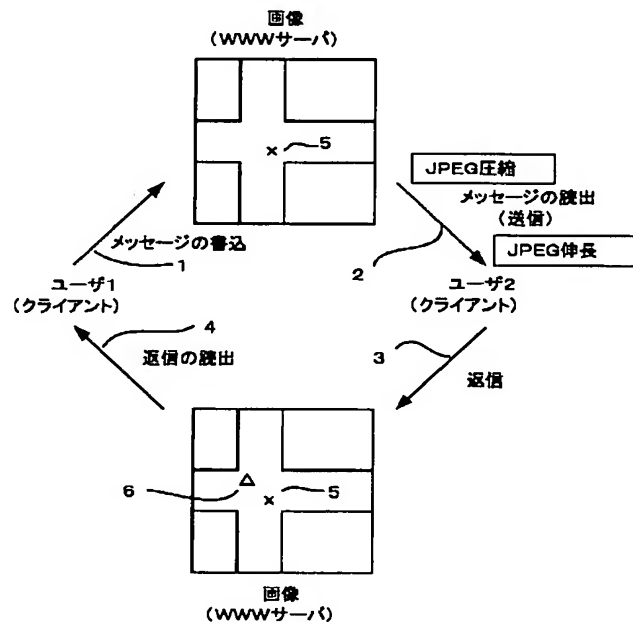 画像
(WWWサーバ)
× 5
JPEG圧縮
メッセージの読出
(送信)
JPEG伸長
メッセージの書込
1
2
ユーザ1
(クライアント)
ユーザ2
(クライアント)
4
3
返信の読出
返信
6
△
× 5
画像
(WWWサーバ)